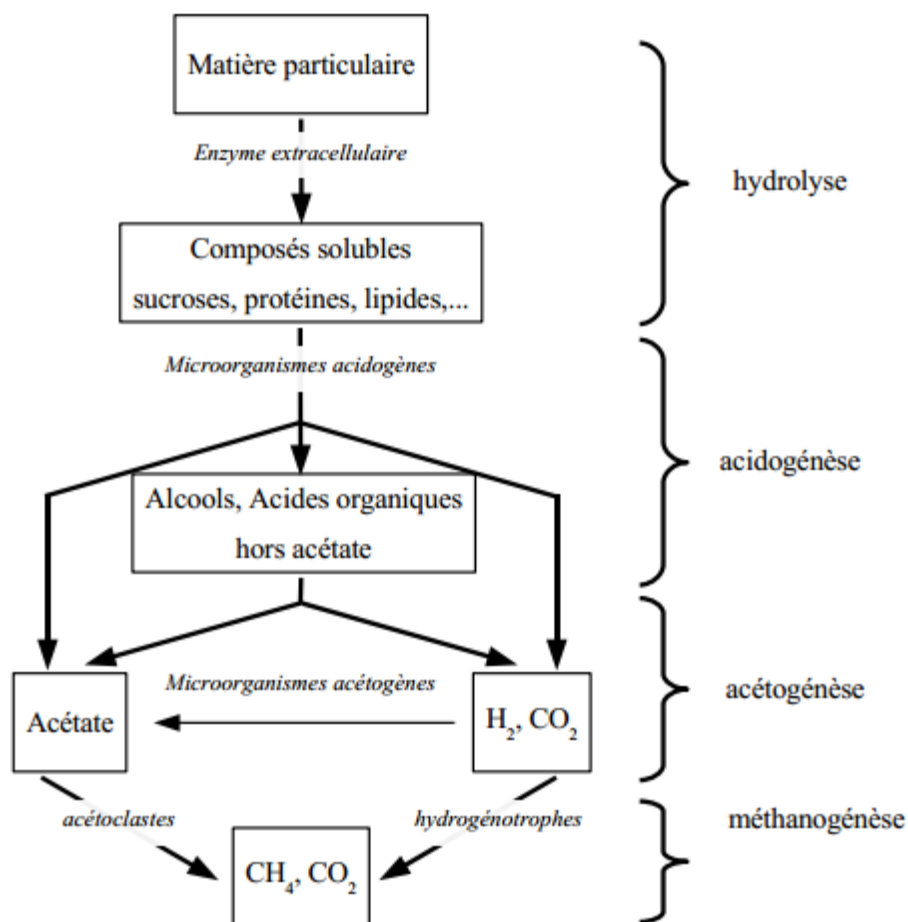 Matière particulaire
Enzyme extracellulaire
hydrolyse
Composés solubles
sucroses, protéines, lipides,...
Microorganismes acidogènes
acidogénèse
Alcools, Acides organiques
hors acétate
Microorganismes acétogènes
acétogénèse
Acétate
H₂, CO₂
acétoclastes
hydrogénotrophes
méthanogénèse
CH₄, CO₂